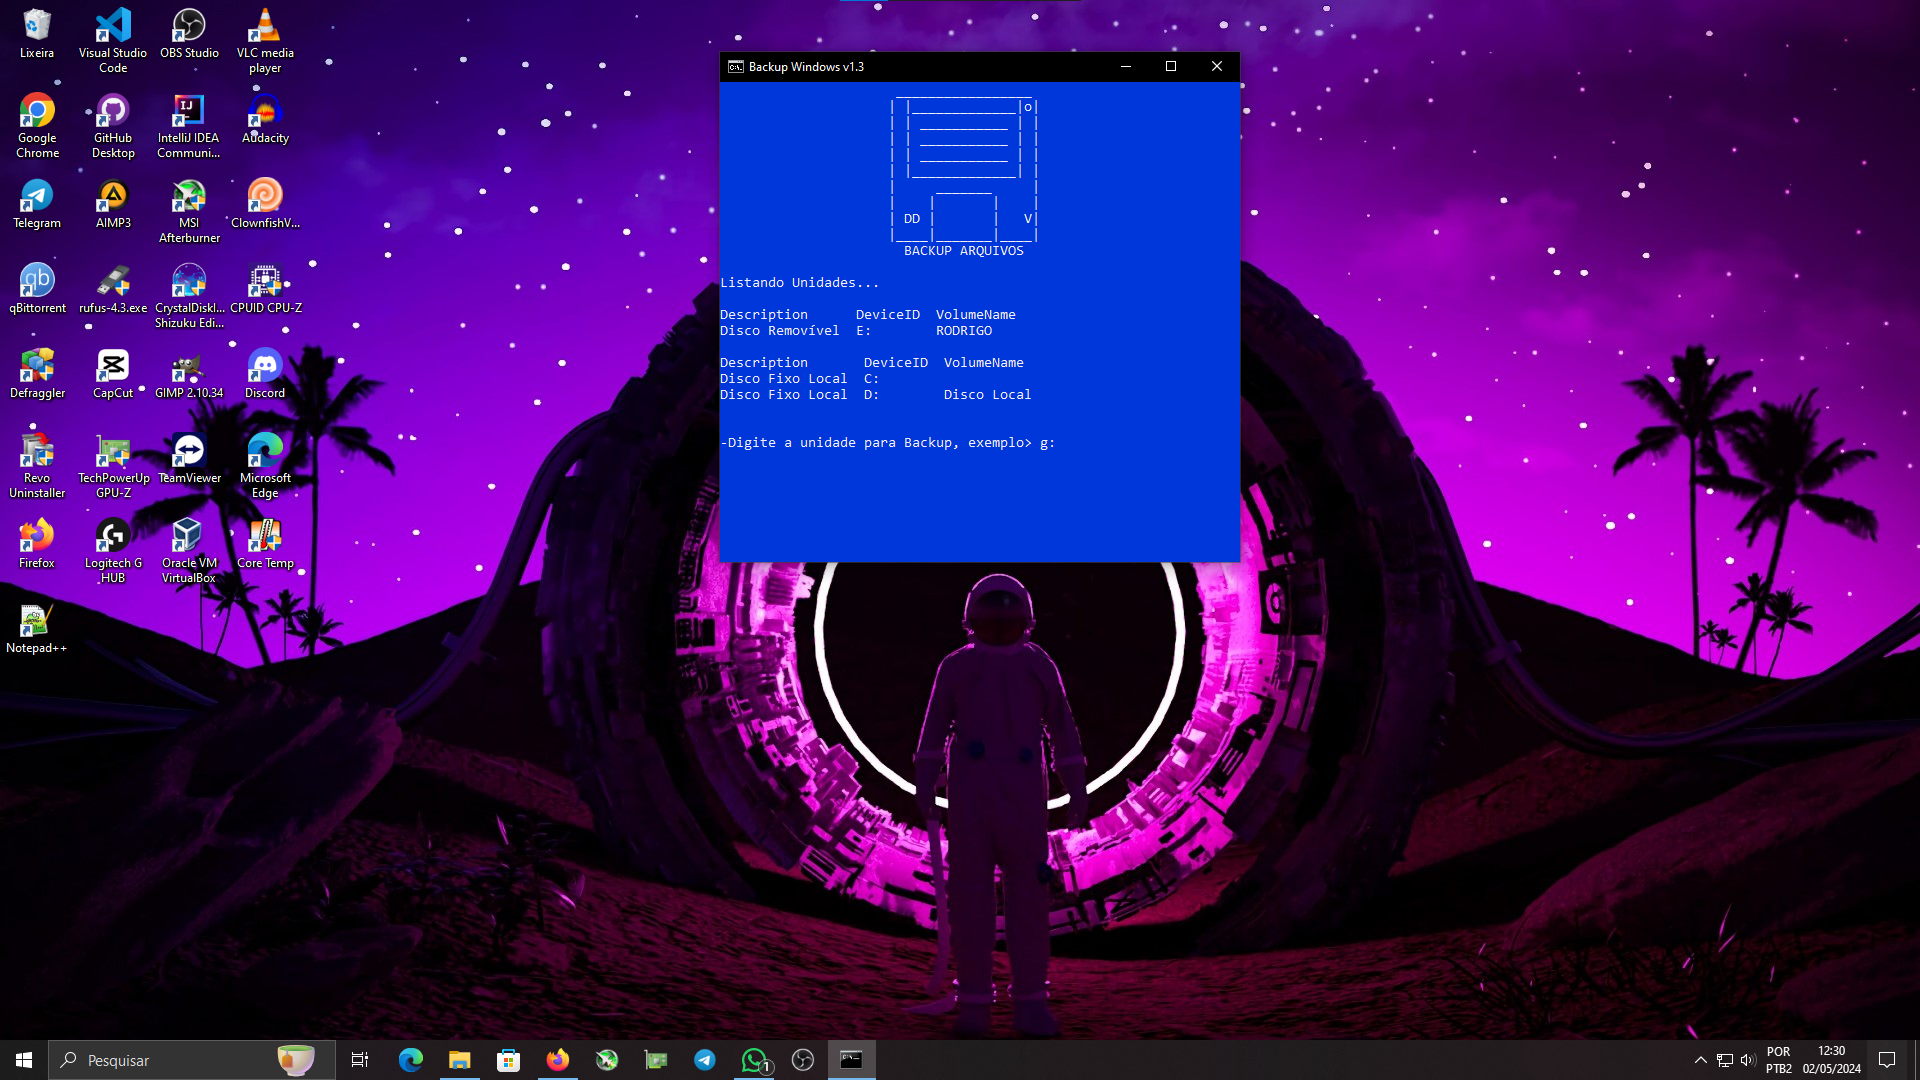 Lixeira
Visual Studio
Code
OBS Studio
VLC media
player
Google
Chrome
GitHub
Desktop
IntelliJ IDEA
Communi...
Audacity
Telegram
AIMP3
MSI
Afterburner
ClownfishV...
qBittorrent
rufus-4.3.exe
CrystalDiskI...
Shizuku Edi...
CPUID CPU-Z
Defraggler
CapCut
GIMP 2.10.34
Discord
Revo
Uninstaller
TechPowerUp
GPU-Z
TeamViewer
Microsoft
Edge
Firefox
Logitech G
HUB
Oracle VM
VirtualBox
Core Temp
Notepad++
Backup Windows v1.3
o
DD V
BACKUP ARQUIVOS
Listando Unidades...
Description DeviceID VolumeName
Disco Removível E: RODRIGO
Description DeviceID VolumeName
Disco Fixo Local C:
Disco Fixo Local D: Disco Local
-Digite a unidade para Backup, exemplo> g:
Pesquisar
1
POR
PTB2
12:30
02/05/2024